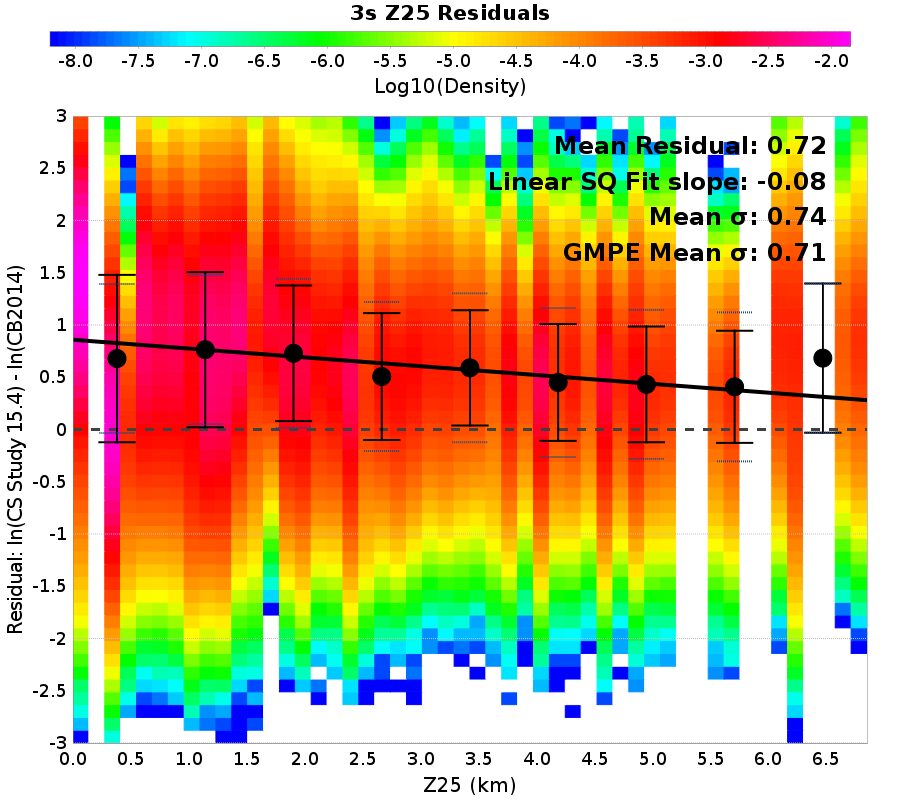 3s Z25 Residuals
-8.0 -7.5 -7.0 -6.5 -6.0 -5.5 -5.0 -4.5 -4.0 -3.5 -3.0 -2.5 -2.0
Log10(Density)
Mean Residual: 0.72
Linear SQ Fit slope: -0.08
Mean σ: 0.74
GMPE Mean σ: 0.71
Residual: ln(CS Study 15.4) - ln(CB2014)
3
2.5
2
1.5
1
0.5
0
-0.5
-1
-1.5
-2
-2.5
-3
0.0 0.5 1.0 1.5 2.0 2.5 3.0 3.5 4.0 4.5 5.0 5.5 6.0 6.5
Z25 (km)